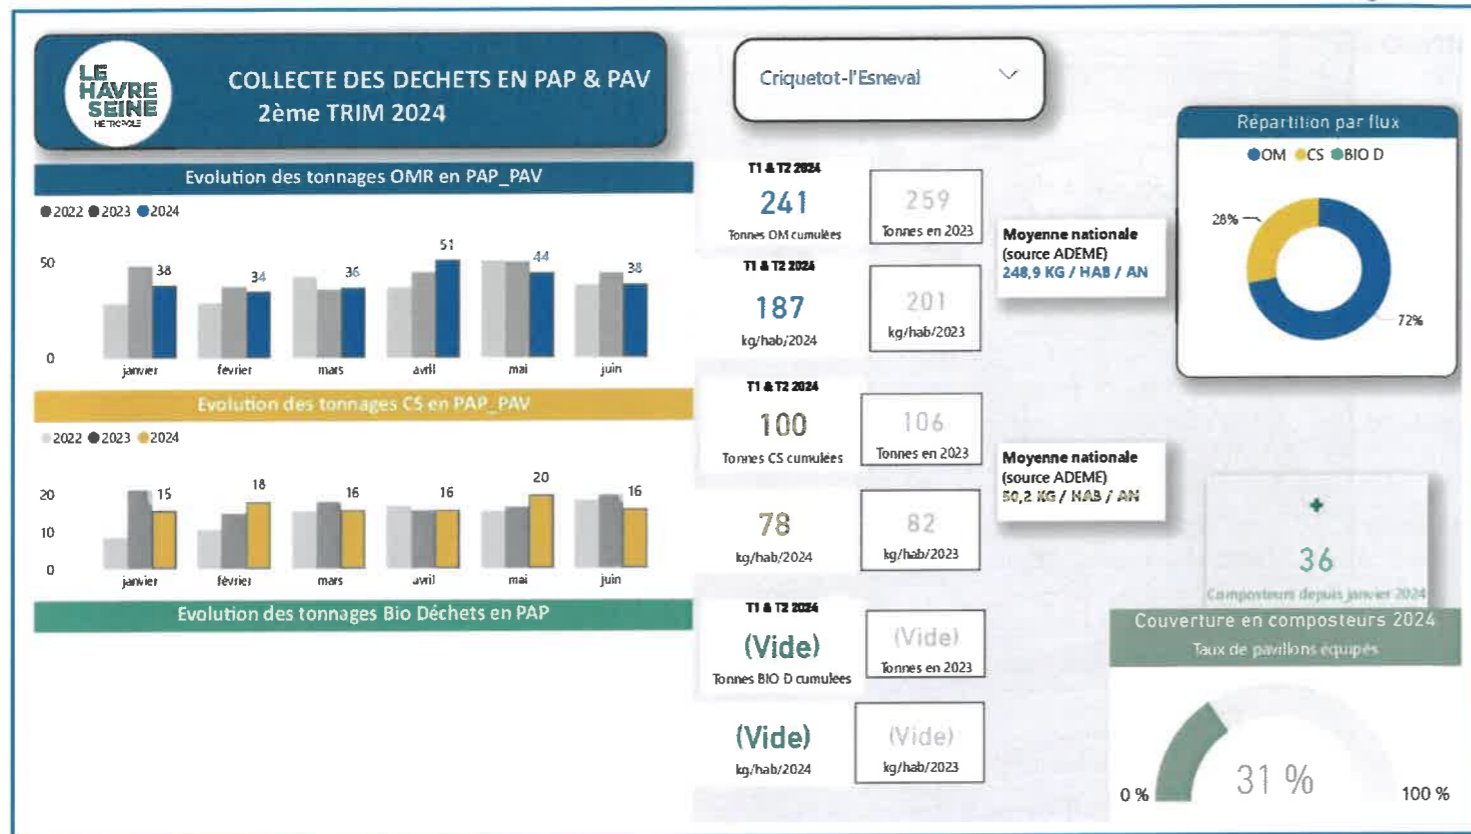 LE
HAVRE
SEINE
METROPOLE
COLLECTE DES DECHETS EN PAP & PAV
2ème TRIM 2024
Criquetot-l'Esneval
Evolution des tonnages OMR en PAP_PAV
2022 2023 2024
50
0
38
34
36
51
44
38
janvier février mars avril mai juin
Evolution des tonnages CS en PAP_PAV
2022 2023 2024
20
10
0
15
18
16
16
20
16
janvier février mars avril mai juin
Evolution des tonnages Bio Déchets en PAP
T1 & T2 2024
241
Tonnes OM cumulées
259
Tonnes en 2023
T1 & T2 2024
187
kg/hab/2024
201
kg/hab/2023
Moyenne nationale
(source ADEME)
248,9 KG / HAB / AN
T1 & T2 2024
100
Tonnes CS cumulées
106
Tonnes en 2023
78
kg/hab/2024
82
kg/hab/2023
Moyenne nationale
(source ADEME)
50,2 KG / HAB / AN
T1 & T2 2024
(Vide)
Tonnes BIO D cumulées
(Vide)
Tonnes en 2023
(Vide)
kg/hab/2024
(Vide)
kg/hab/2023
Répartition par flux
OM CS BIO D
28%
72%
+
36
Composteurs depuis janvier 2024
Couverture en composteurs 2024
Taux de pavillons équipés
31 %
0 %
100 %